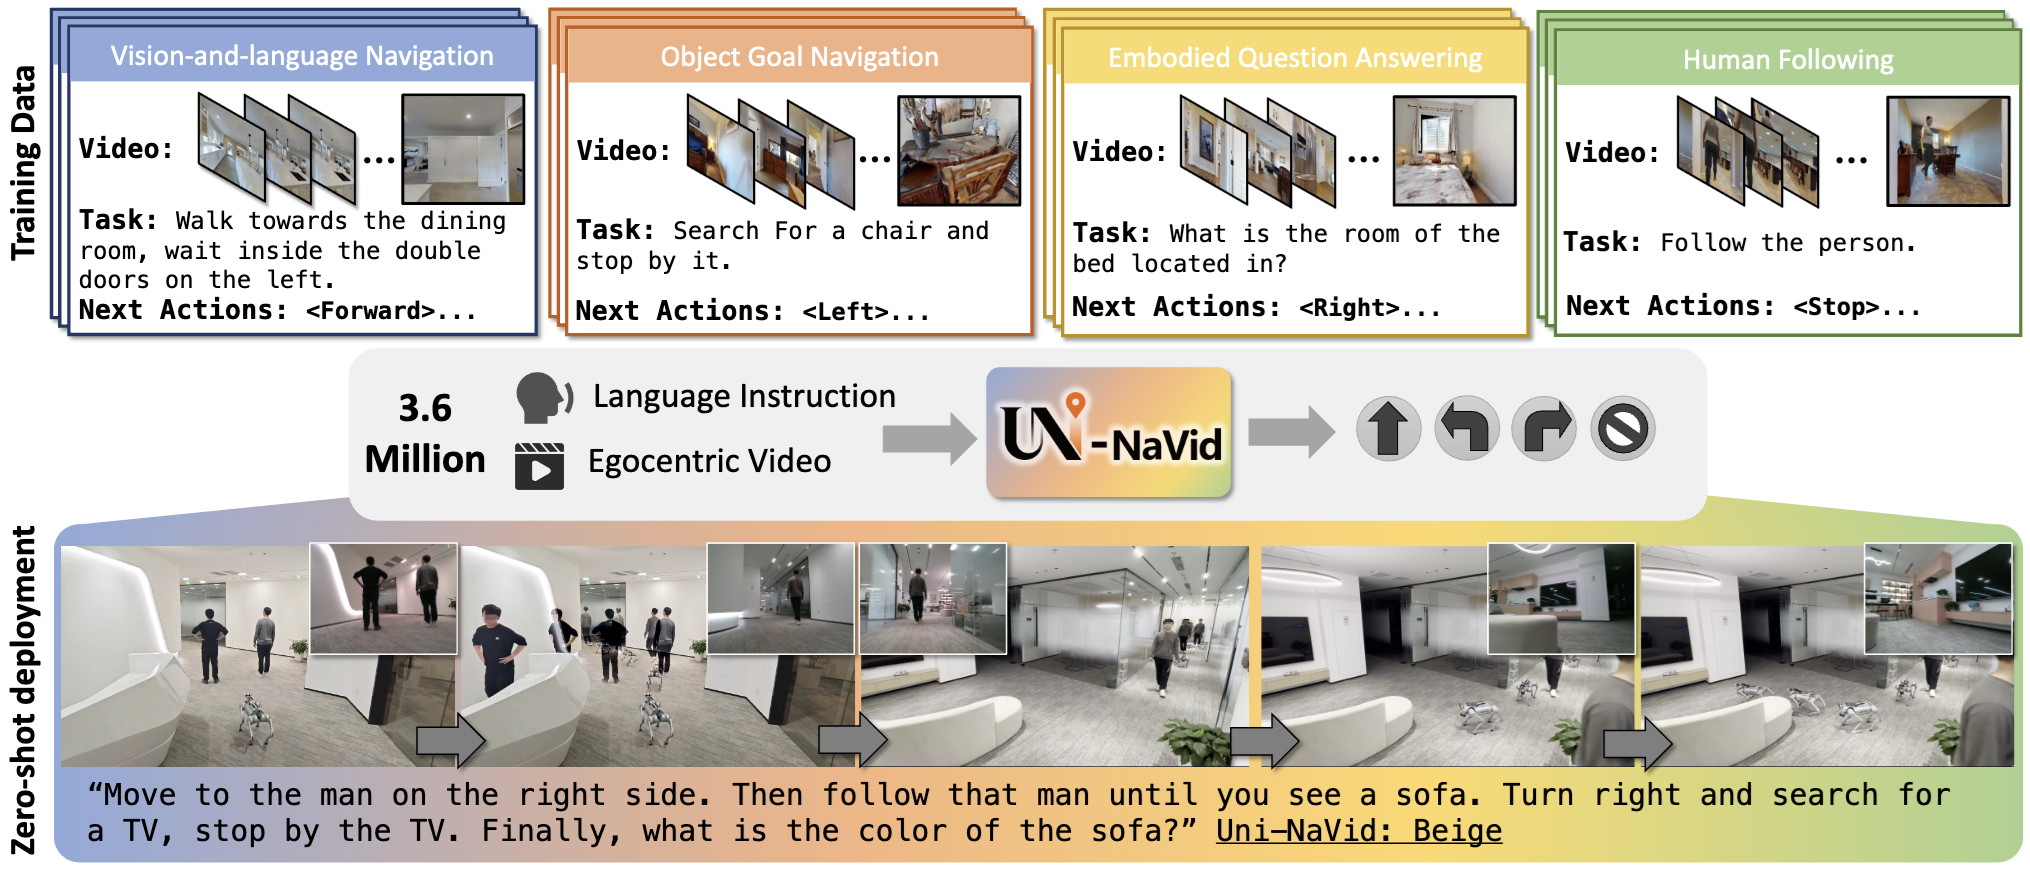 Training Data
Vision-and-language Navigation
Video:
...
Task: Walk towards the dining
room, wait inside the double
doors on the left.
Next Actions: <Forward>...
Object Goal Navigation
Video:
...
Task: Search For a chair and
stop by it.
Next Actions: <Left>...
Embodied Question Answering
Video:
...
Task: What is the room of the
bed located in?
Next Actions: <Right>...
Human Following
Video:
...
Task: Follow the person.
Next Actions: <Stop>...
3.6
Million
Language Instruction
Egocentric Video
UNi-NaVid
Zero-shot deployment
“Move to the man on the right side. Then follow that man until you see a sofa. Turn right and search for
a TV, stop by the TV. Finally, what is the color of the sofa?” Uni-NaVid: Beige